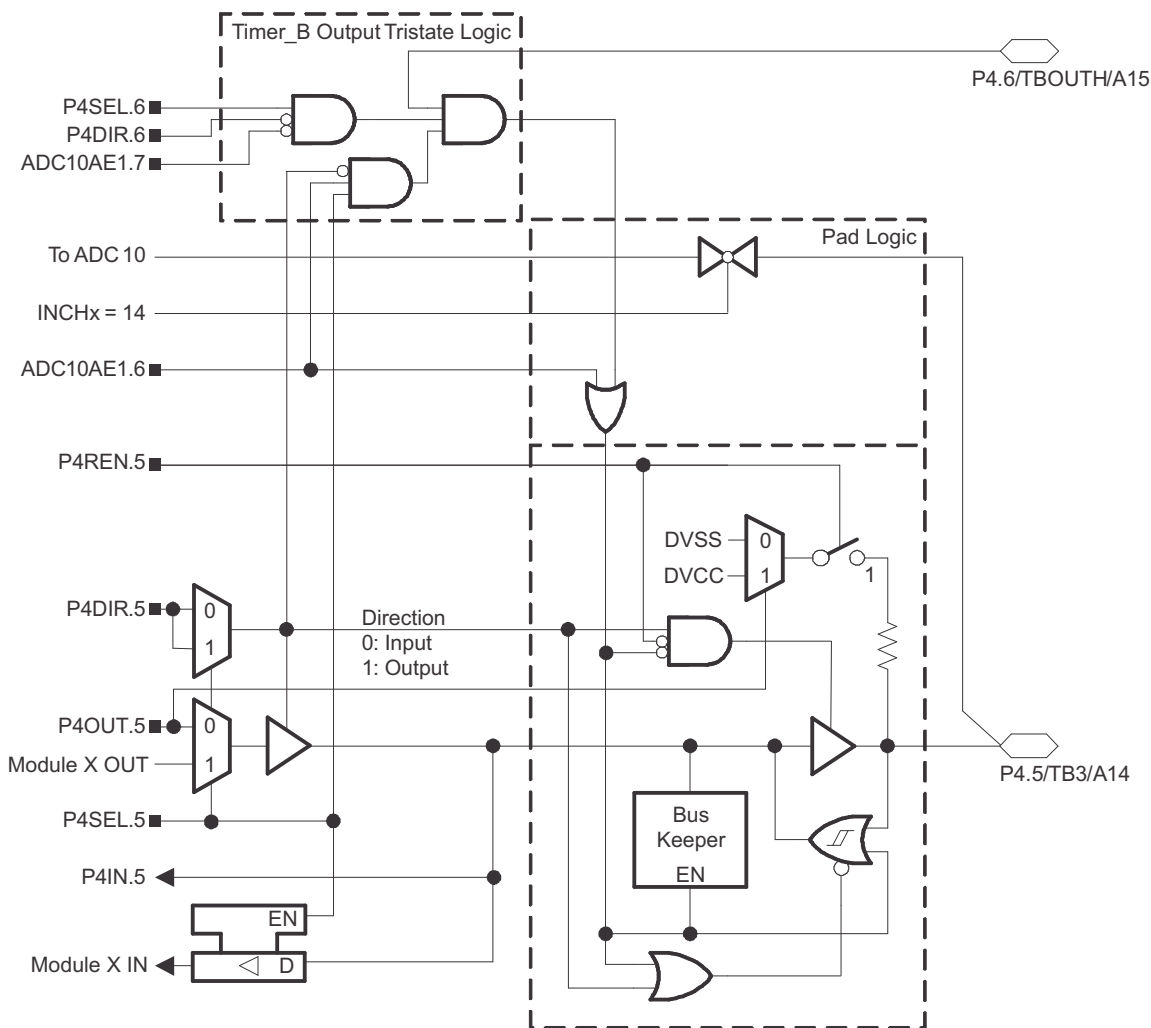 Timer_B Output Tristate Logic
P4.6/TBOUTH/A15
P4SEL.6
P4DIR.6
ADC10AE1.7
Pad Logic
To ADC 10
INCHx = 14
ADC10AE1.6
P4REN.5
DVSS
0
DVCC
1
1
P4DIR.5
0
1
Direction
0: Input
1: Output
P4OUT.5
0
Module X OUT
1
P4.5/TB3/A14
P4SEL.5
Bus
Keeper
EN
P4IN.5
EN
Module X IN
D